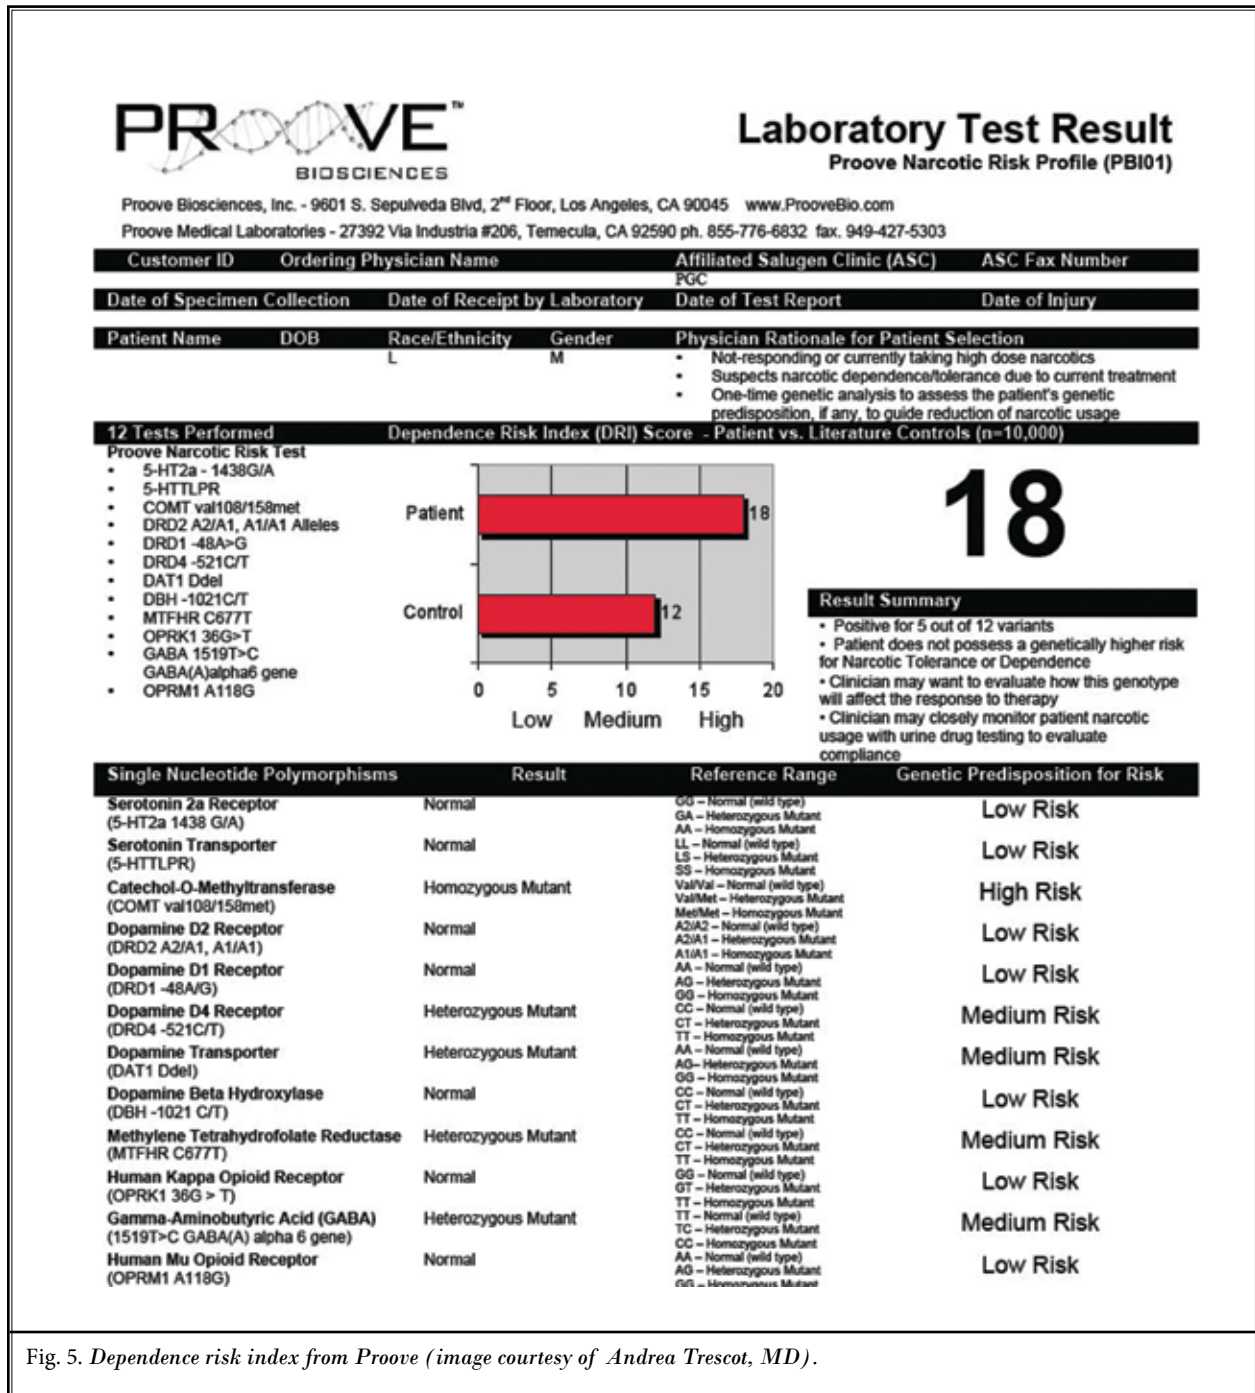 PROOVE™
BIOSCIENCES
Laboratory Test Result
Proove Narcotic Risk Profile (PBI01)
Proove Biosciences, Inc. - 9601 S. Sepulveda Blvd, 2nd Floor, Los Angeles, CA 90045 www.ProoveBio.com
Proove Medical Laboratories - 27392 Via Industria #206, Temecula, CA 92590 ph. 855-776-6832 fax. 949-427-5303
Customer ID Ordering Physician Name Affiliated Salugen Clinic (ASC) ASC Fax Number
PGC
Date of Specimen Collection Date of Receipt by Laboratory Date of Test Report Date of Injury
Patient Name DOB Race/Ethnicity Gender Physician Rationale for Patient Selection
L M
• Not-responding or currently taking high dose narcotics
• Suspects narcotic dependence/tolerance due to current treatment
• One-time genetic analysis to assess the patient's genetic
predisposition, if any, to guide reduction of narcotic usage
12 Tests Performed Dependence Risk Index (DRI) Score - Patient vs. Literature Controls (n=10,000)
Proove Narcotic Risk Test
• 5-HT2a - 1438G/A
• 5-HTTLPR
• COMT val108/158met
• DRD2 A2/A1, A1/A1 Alleles
• DRD1 -48A>G
• DRD4 -521C/T
• DAT1 Ddel
• DBH -1021C/T
• MTFHR C677T
• OPRK1 36G>T
• GABA 1519T>C
GABA(A)alpha6 gene
• OPRM1 A118G
Patient 18
Control 12
0 5 10 15 20
Low Medium High
18
Result Summary
• Positive for 5 out of 12 variants
• Patient does not possess a genetically higher risk
for Narcotic Tolerance or Dependence
• Clinician may want to evaluate how this genotype
will affect the response to therapy
• Clinician may closely monitor patient narcotic
usage with urine drug testing to evaluate
compliance
Single Nucleotide Polymorphisms Result Reference Range Genetic Predisposition for Risk
Serotonin 2a Receptor Normal GG – Normal (wild type) Low Risk
(5-HT2a 1438 G/A) GA – Heterozygous Mutant
AA – Homozygous Mutant
Serotonin Transporter Normal LL – Normal (wild type) Low Risk
(5-HTTLPR) LS – Heterozygous Mutant
SS – Homozygous Mutant
Catechol-O-Methyltransferase Homozygous Mutant Val/Val – Normal (wild type) High Risk
(COMT val108/158met) Val/Met – Heterozygous Mutant
Met/Met – Homozygous Mutant
Dopamine D2 Receptor Normal A2/A2 – Normal (wild type) Low Risk
(DRD2 A2/A1, A1/A1) A2/A1 – Heterozygous Mutant
A1/A1 – Homozygous Mutant
Dopamine D1 Receptor Normal AA – Normal (wild type) Low Risk
(DRD1 -48A/G) AG – Heterozygous Mutant
GG – Homozygous Mutant
Dopamine D4 Receptor Heterozygous Mutant CC – Normal (wild type) Medium Risk
(DRD4 -521C/T) CT – Heterozygous Mutant
TT – Homozygous Mutant
Dopamine Transporter Heterozygous Mutant AA – Normal (wild type) Medium Risk
(DAT1 Ddel) AG– Heterozygous Mutant
GG – Homozygous Mutant
Dopamine Beta Hydroxylase Normal CC – Normal (wild type) Low Risk
(DBH -1021 C/T) CT – Heterozygous Mutant
TT – Homozygous Mutant
Methylene Tetrahydrofolate Reductase Heterozygous Mutant CC – Normal (wild type) Medium Risk
(MTFHR C677T) CT – Heterozygous Mutant
TT – Homozygous Mutant
Human Kappa Opioid Receptor Normal GG – Normal (wild type) Low Risk
(OPRK1 36G > T) GT – Heterozygous Mutant
TT – Homozygous Mutant
Gamma-Aminobutyric Acid (GABA) Heterozygous Mutant TT – Normal (wild type) Medium Risk
(1519T>C GABA(A) alpha 6 gene) TC – Heterozygous Mutant
CC – Homozygous Mutant
Human Mu Opioid Receptor Normal AA – Normal (wild type) Low Risk
(OPRM1 A118G) AG – Heterozygous Mutant
GG – Homozygous Mutant
Fig. 5. Dependence risk index from Proove (image courtesy of Andrea Trescot, MD).